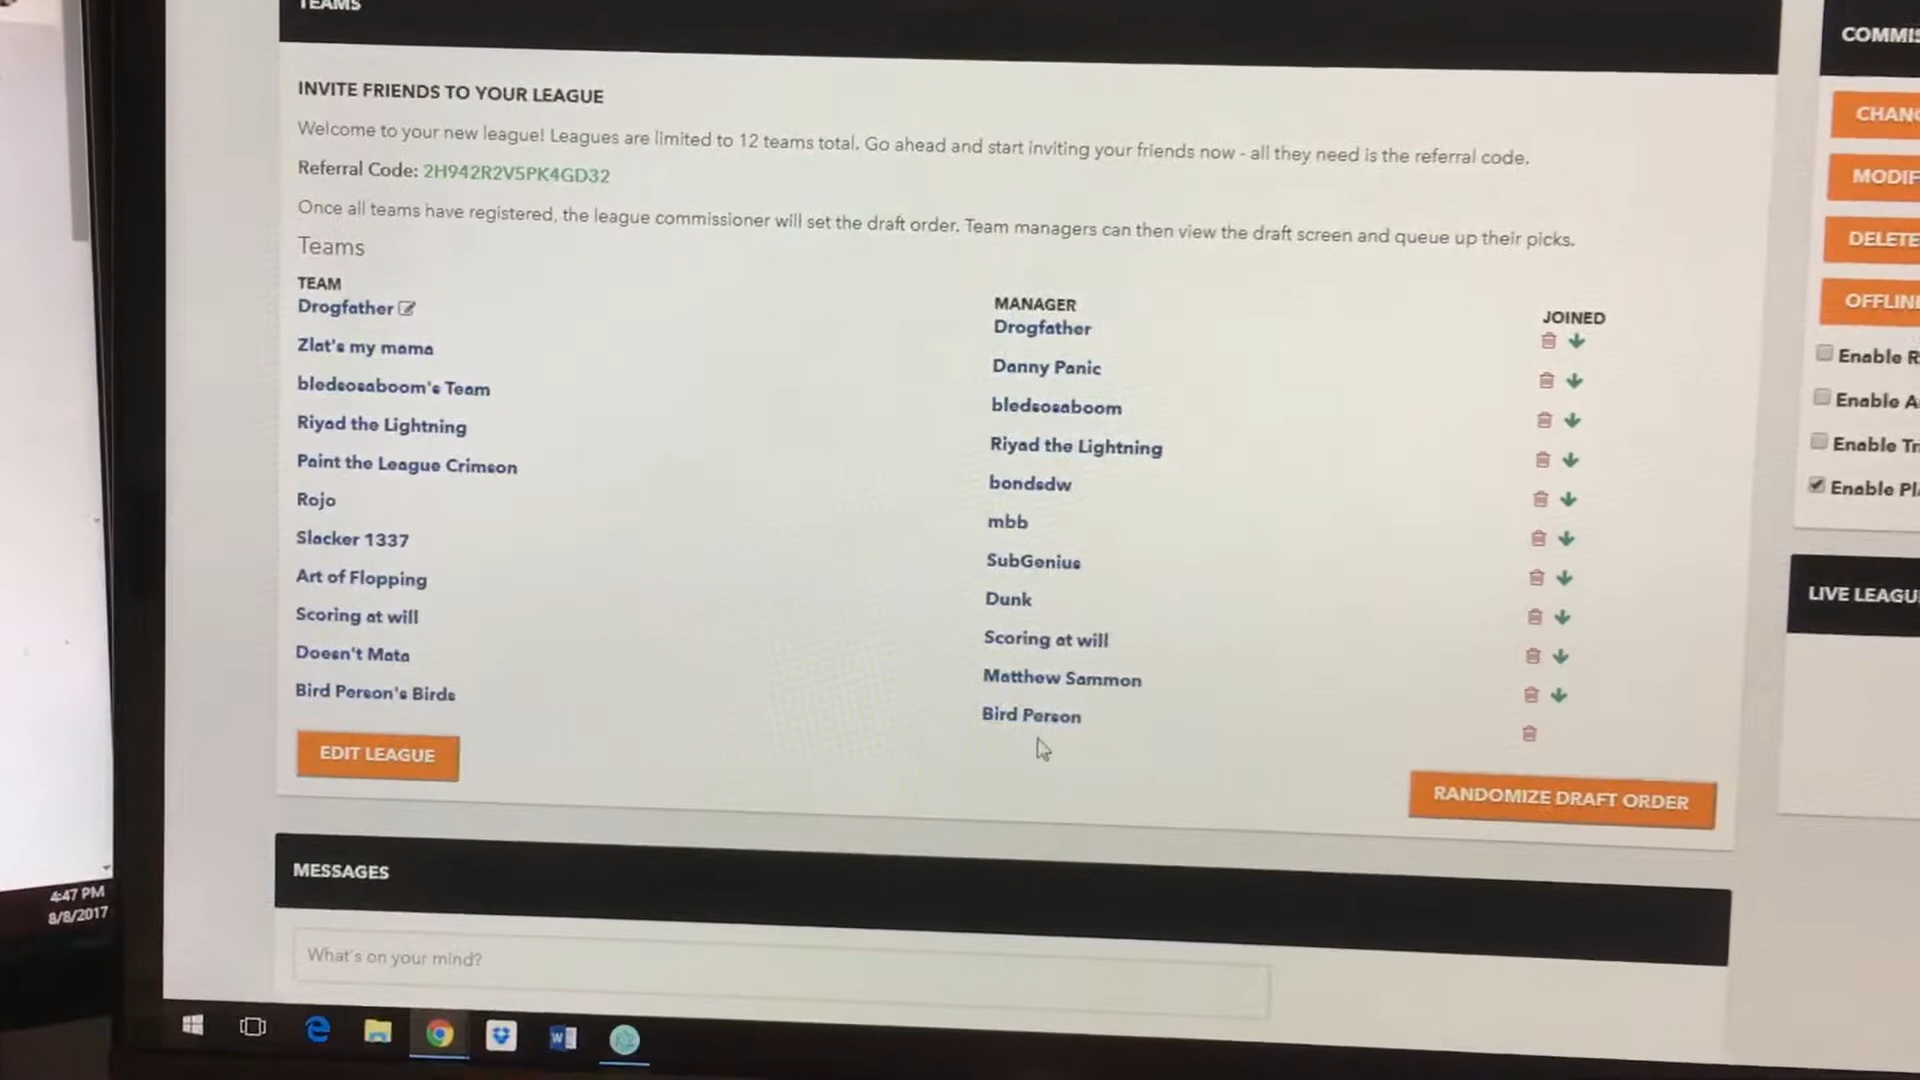 TEAMS
INVITE FRIENDS TO YOUR LEAGUE
Welcome to your new league! Leagues are limited to 12 teams total. Go ahead and start inviting your friends now - all they need is the referral code.
Referral Code: 2H942R2V5PK4GD32
Once all teams have registered, the league commissioner will set the draft order. Team managers can then view the draft screen and queue up their picks.
Teams
TEAM MANAGER JOINED
Drogfather Drogfather
Zlat's my mama Danny Panic
bledsosaboom's Team bledsosaboom
Riyad the Lightning Riyad the Lightning
Paint the League Crimson bondsdw
Rojo mbb
Slacker 1337 SubGenius
Art of Flopping Dunk
Scoring at will Scoring at will
Doesn't Mata Matthew Sammon
Bird Person's Birds Bird Person
EDIT LEAGUE
RANDOMIZE DRAFT ORDER
MESSAGES
What's on your mind?
COMMIS
CHANG
MODIF
DELETE
OFFLIN
Enable R
Enable A
Enable Tr
Enable Pl
LIVE LEAGU
4:47 PM
8/8/2017